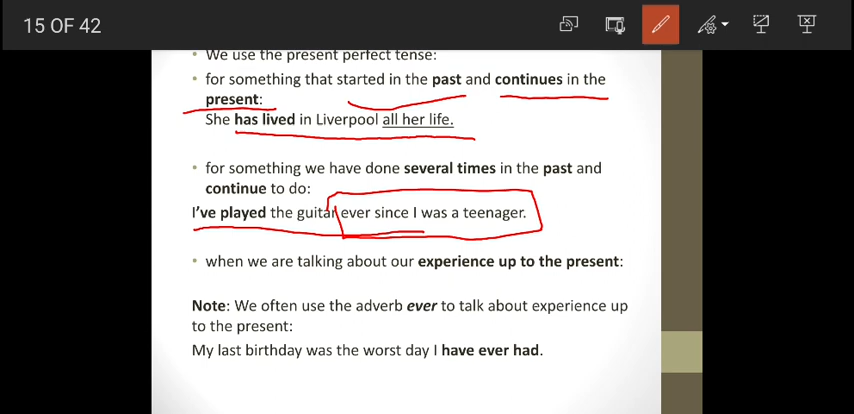 15 OF 42
• We use the present perfect tense:
• for something that started in the past and continues in the
present:
She has lived in Liverpool all her life.
• for something we have done several times in the past and
continue to do:
I've played the guitar ever since I was a teenager.
• when we are talking about our experience up to the present:
Note: We often use the adverb ever to talk about experience up
to the present:
My last birthday was the worst day I have ever had.